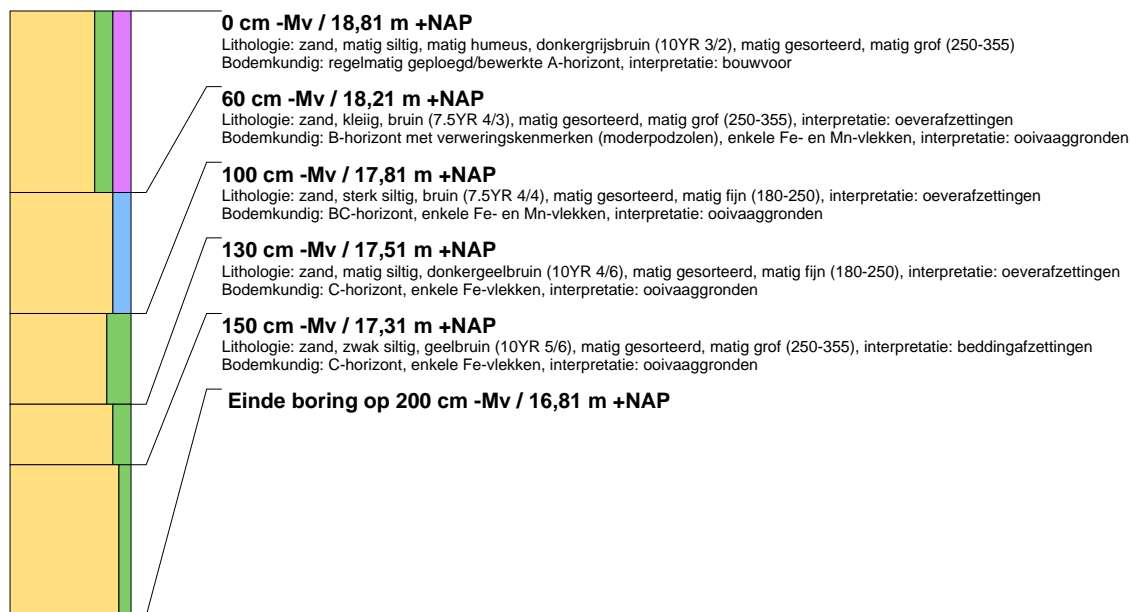 0 cm -Mv / 18,81 m +NAP
Lithologie: zand, matig siltig, matig humeus, donkergrijsbruin (10YR 3/2), matig gesorteerd, matig grof (250-355)
Bodemkundig: regelmatig geploegd/bewerkte A-horizont, interpretatie: bouwvoor
60 cm -Mv / 18,21 m +NAP
Lithologie: zand, kleiig, bruin (7.5YR 4/3), matig gesorteerd, matig grof (250-355), interpretatie: oeverafzettingen
Bodemkundig: B-horizont met verweringskenmerken (moderpodzolen), enkele Fe- en Mn-vlekken, interpretatie: ooivaaggronden
100 cm -Mv / 17,81 m +NAP
Lithologie: zand, sterk siltig, bruin (7.5YR 4/4), matig gesorteerd, matig fijn (180-250), interpretatie: oeverafzettingen
Bodemkundig: BC-horizont, enkele Fe- en Mn-vlekken, interpretatie: ooivaaggronden
130 cm -Mv / 17,51 m +NAP
Lithologie: zand, matig siltig, donkergeelbruin (10YR 4/6), matig gesorteerd, matig fijn (180-250), interpretatie: oeverafzettingen
Bodemkundig: C-horizont, enkele Fe-vlekken, interpretatie: ooivaaggronden
150 cm -Mv / 17,31 m +NAP
Lithologie: zand, zwak siltig, geelbruin (10YR 5/6), matig gesorteerd, matig grof (250-355), interpretatie: beddingafzettingen
Bodemkundig: C-horizont, enkele Fe-vlekken, interpretatie: ooivaaggronden
Einde boring op 200 cm -Mv / 16,81 m +NAP